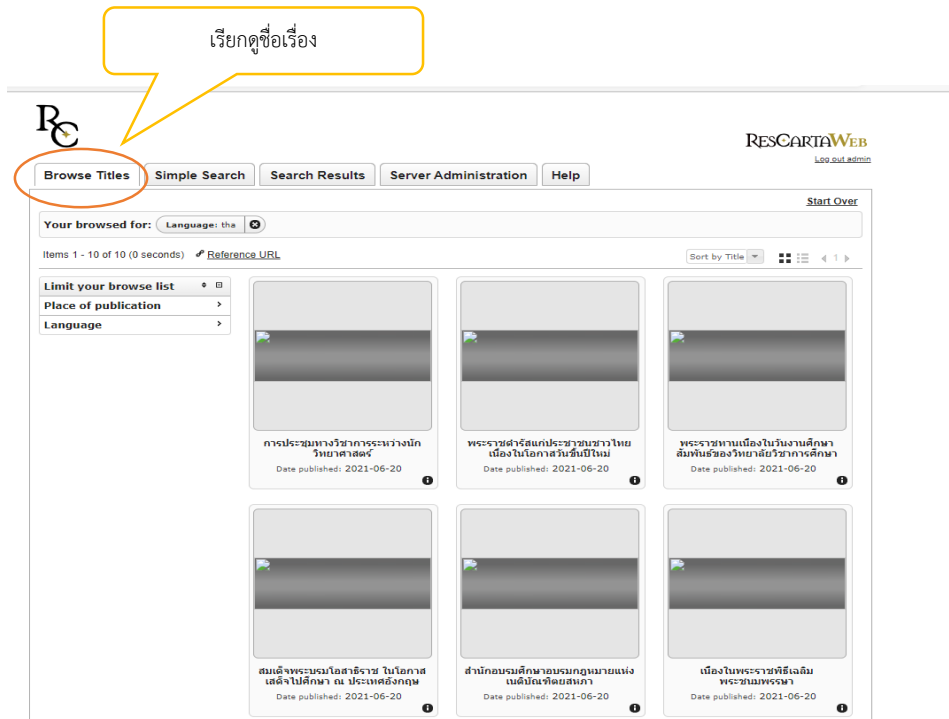 เรียกดูชื่อเรื่อง
RC
RESCARTAWEB
Log out admin
Browse Titles Simple Search Search Results Server Administration Help
Start Over
Your browsed for: Language: tha
Items 1 - 10 of 10 (0 seconds) Reference URL
Sort by Title 1
Limit your browse list
Place of publication
Language
การประชุมทางวิชาการระหว่างนัก
วิทยาศาสตร์
Date published: 2021-06-20
พระราชดำรัสแก่ประชาชนชาวไทย
เนื่องในโอกาสวันขึ้นปีใหม่
Date published: 2021-06-20
พระราชทานเนื่องในวันงานศึกษา
สัมพันธ์ของวิทยาลัยวิชาการศึกษา
Date published: 2021-06-20
สมเด็จพระบรมโอสาธิราช ในโอกาส
เสด็จไปศึกษา ณ ประเทศอังกฤษ
Date published: 2021-06-20
สำนักอบรมศึกษาอบรมกฎหมายแห่ง
เนติบัณฑิตยสหภา
Date published: 2021-06-20
เนื่องในพระราชพิธีเฉลิม
พระชนมพรรษา
Date published: 2021-06-20